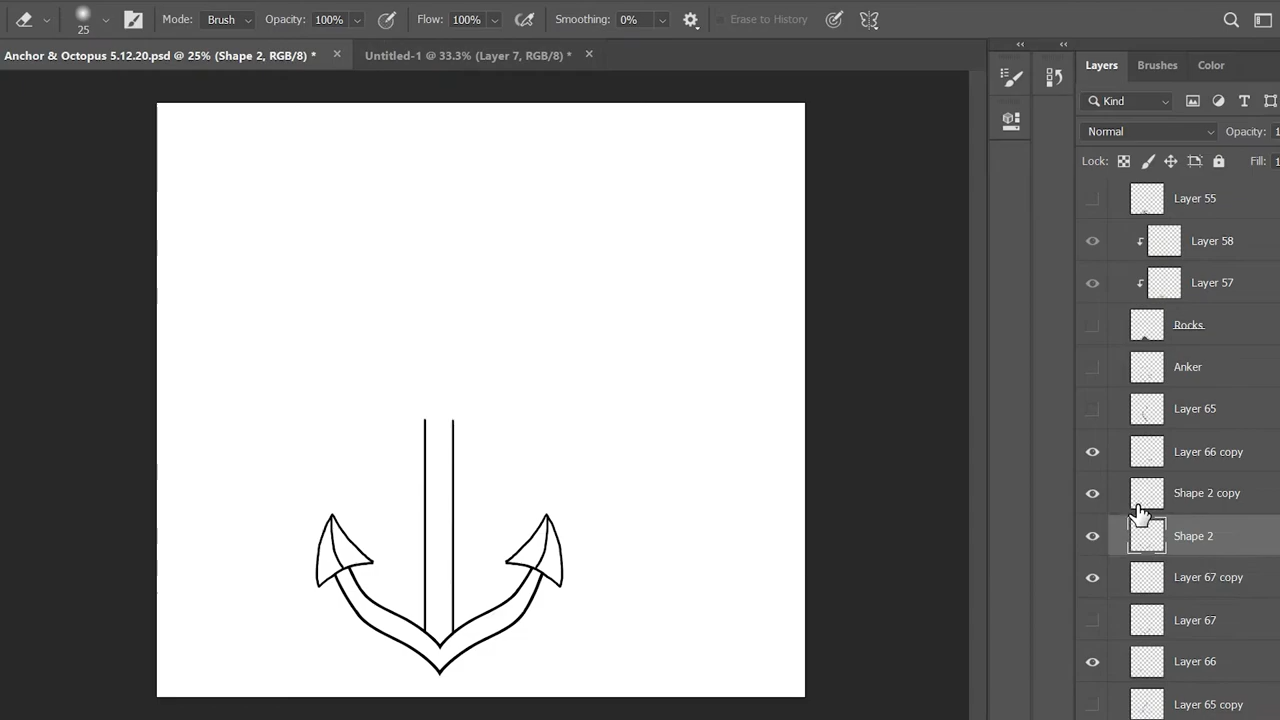 25
Mode: Brush Opacity: 100% Flow: 100% Smoothing: 0% Erase to History
Anchor & Octopus 5.12.20.psd @ 25% (Shape 2, RGB/8) *
Untitled-1 @ 33.3% (Layer 7, RGB/8) *
Layers Brushes Color
Kind
Normal Opacity: 1
Lock: Fill: 1
Layer 55
Layer 58
Layer 57
Rocks
Anker
Layer 65
Layer 66 copy
Shape 2 copy
Shape 2
Layer 67 copy
Layer 67
Layer 66
Layer 65 copy